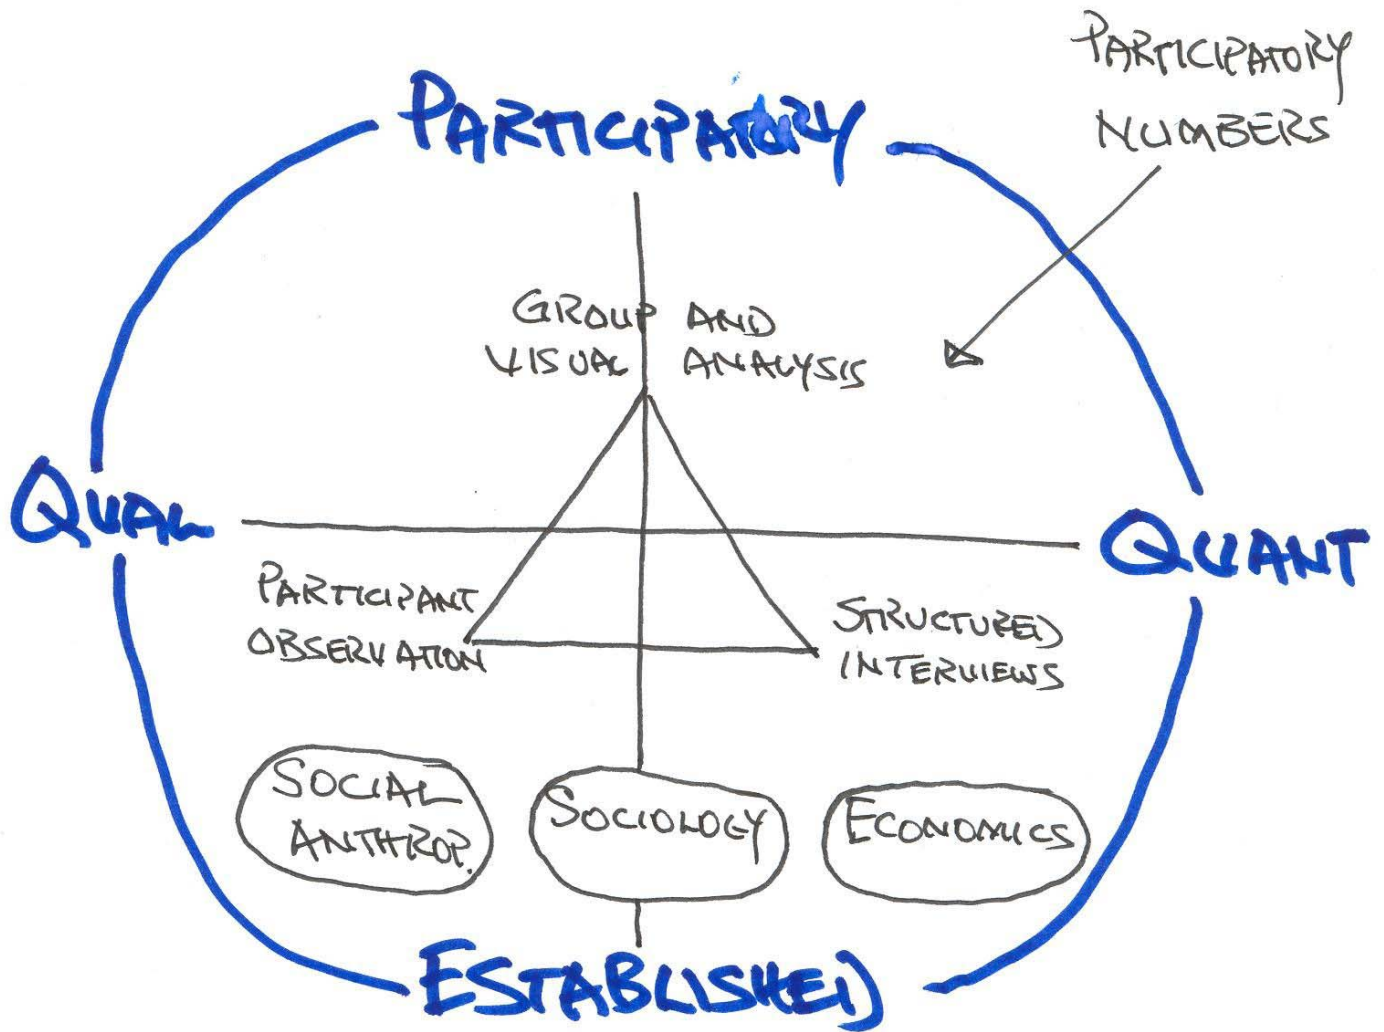 PARTICIPATORY
NUMBERS
PARTICIPATORY
GROUP AND
VISUAL ANALYSIS
QUAL
QUANT
PARTICIPANT
OBSERVATION
STRUCTURED
INTERVIEWS
SOCIAL
ANTHROP.
SOCIOLOGY
ECONOMICS
ESTABLISHED